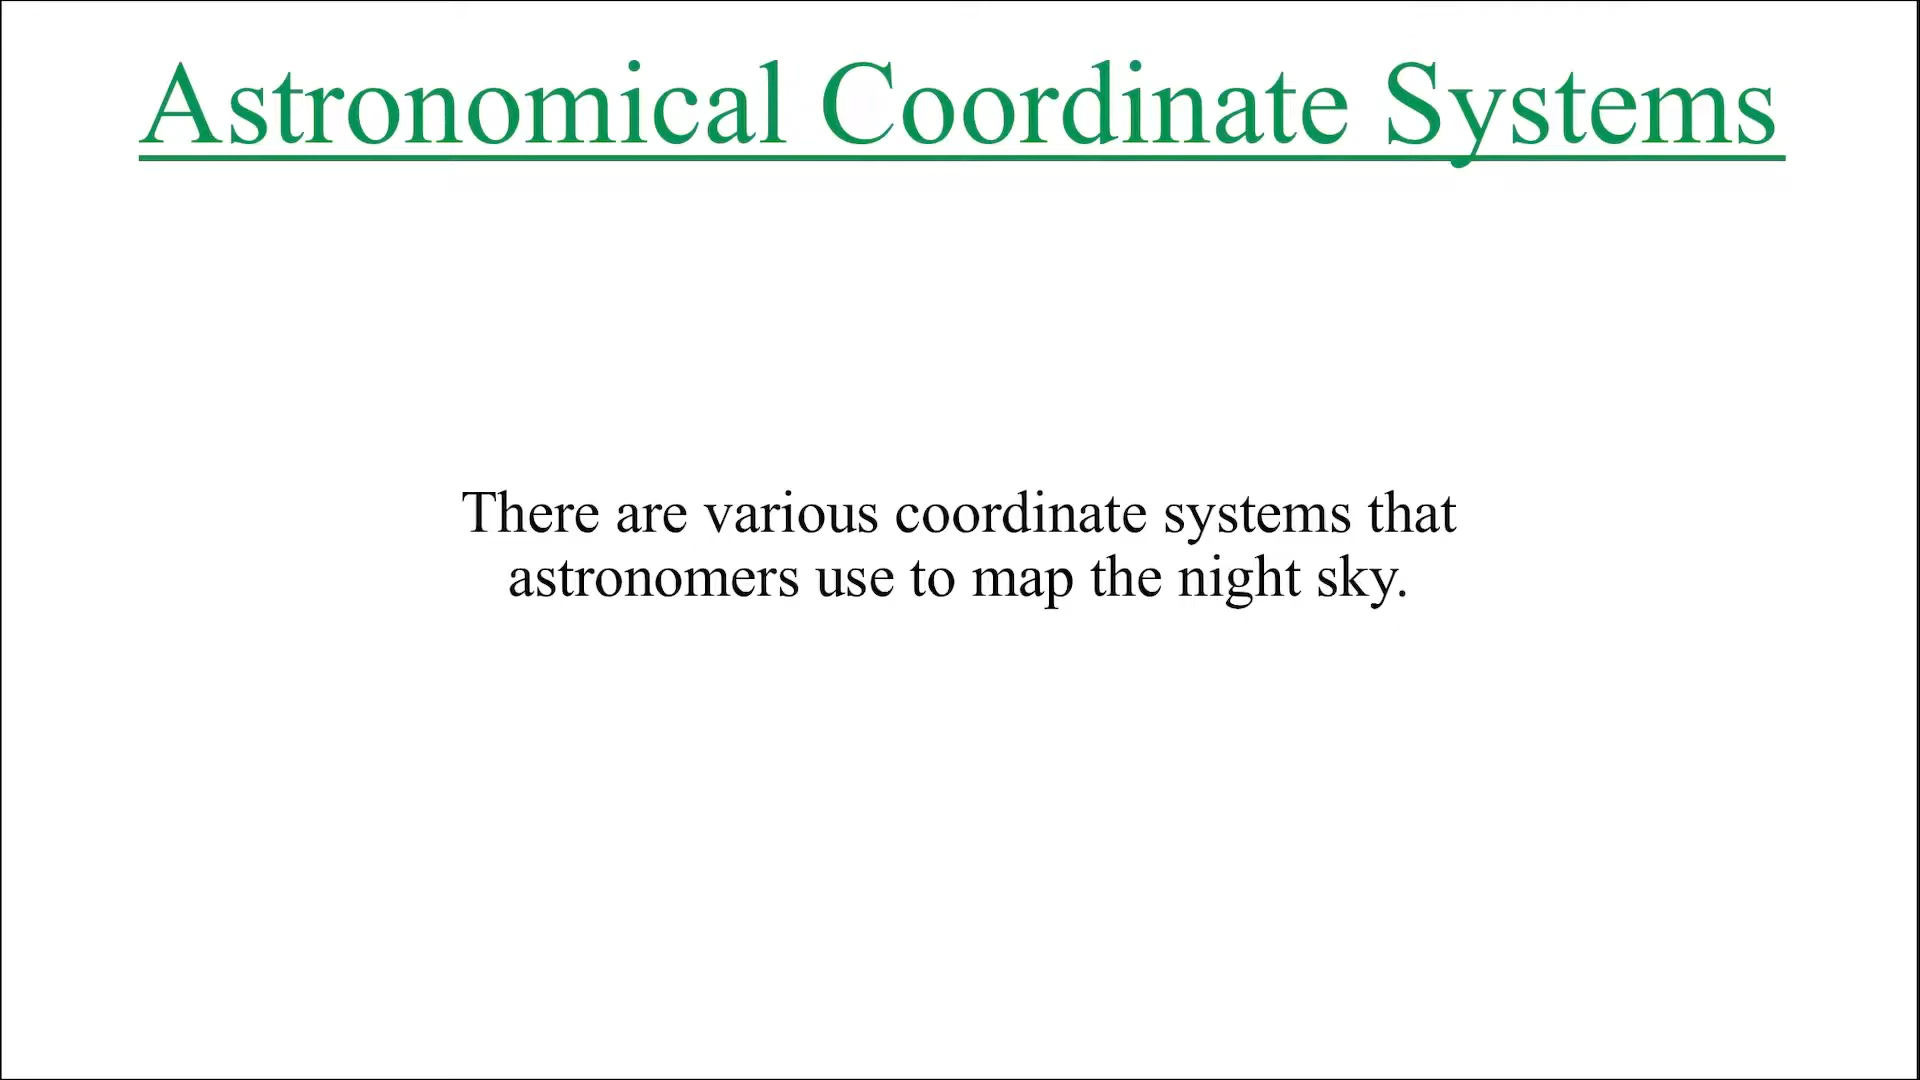 Astronomical Coordinate Systems
There are various coordinate systems that
astronomers use to map the night sky.